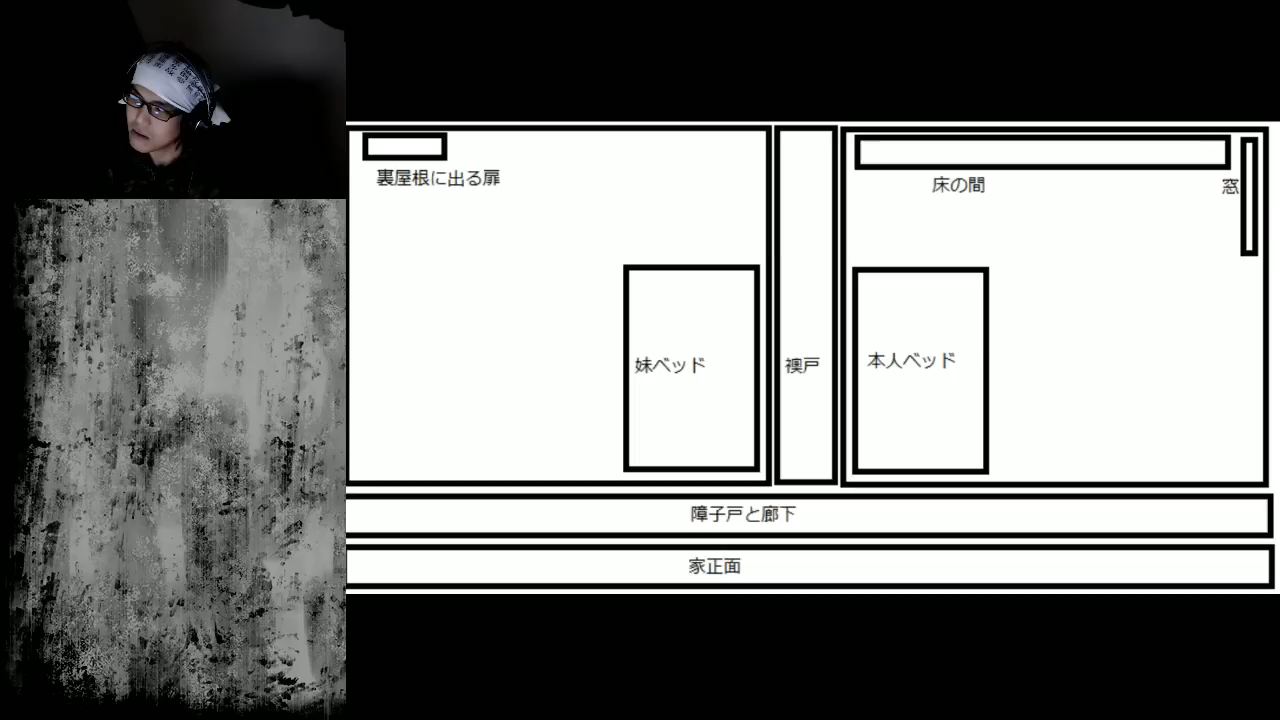 裏屋根に出る扉
床の間
窓
妹ベッド
襖戸
本人ベッド
障子戸と廊下
家正面